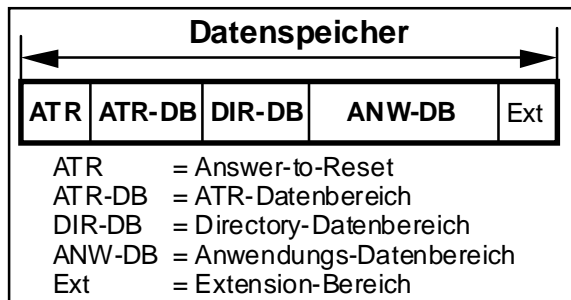 Datenspeicher
ATR ATR-DB DIR-DB ANW-DB Ext
ATR = Answer-to-Reset
ATR-DB = ATR-Datenbereich
DIR-DB = Directory-Datenbereich
ANW-DB = Anwendungs-Datenbereich
Ext = Extension-Bereich